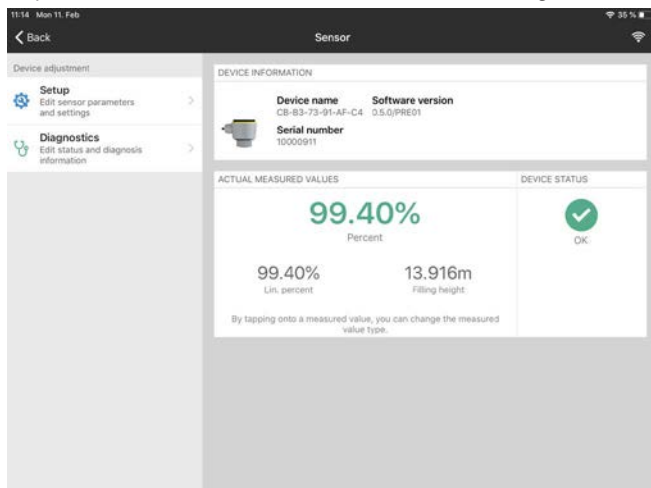 11:14 Mon 11. Feb
35 %
Back
Sensor
Device adjustment
Setup
Edit sensor parameters
and settings
Diagnostics
Edit status and diagnosis
information
DEVICE INFORMATION
Device name
CB-B3-73-91-AF-C4
Software version
0.5.0/PRE01
Serial number
10000911
ACTUAL MEASURED VALUES
99.40%
Percent
99.40%
Lin. percent
13.916m
Filling height
By tapping onto a measured value, you can change the measured
value type.
DEVICE STATUS
OK